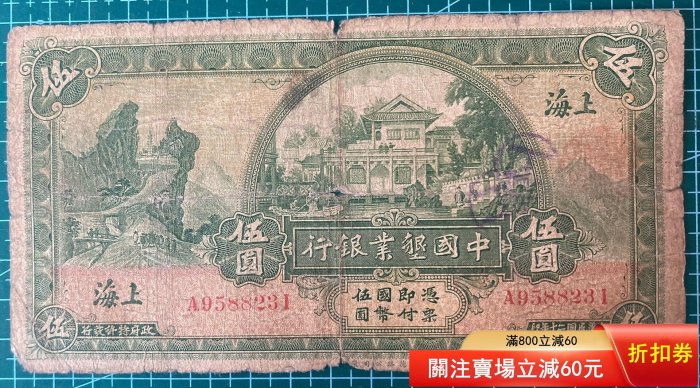 伍
伍
上海
中國墾業銀行
伍圓
伍圓
上海
A9588231
A9588231
憑票
即付
國幣
伍圓
伍
政府特許發行
滿800立減60
關注賣場立減60元
折扣券